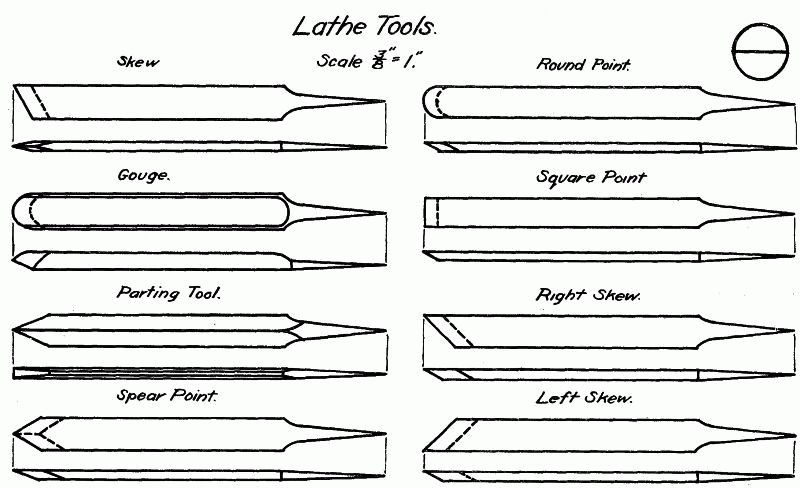 Lathe Tools.
Scale 3/8" = 1."
Skew
Round Point.
Gouge.
Square Point
Parting Tool.
Right Skew.
Spear Point.
Left Skew.